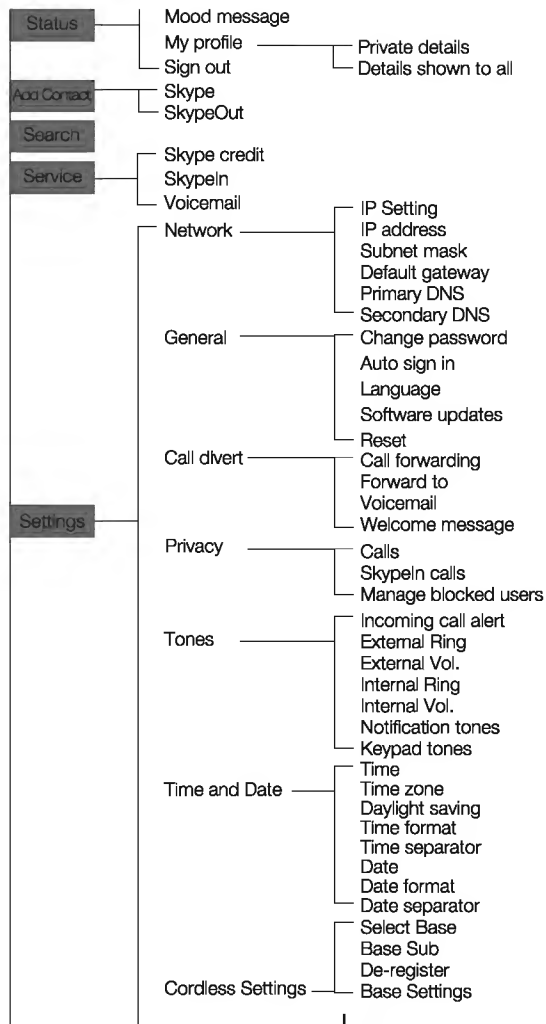 Status
Mood message
My profile
Private details
Details shown to all
Sign out
Add Contact
Skype
SkypeOut
Search
Service
Skype credit
SkypeIn
Voicemail
Settings
Network
IP Setting
IP address
Subnet mask
Default gateway
Primary DNS
Secondary DNS
General
Change password
Auto sign in
Language
Software updates
Reset
Call divert
Call forwarding
Forward to
Voicemail
Welcome message
Privacy
Calls
SkypeIn calls
Manage blocked users
Tones
Incoming call alert
External Ring
External Vol.
Internal Ring
Internal Vol.
Notification tones
Keypad tones
Time and Date
Time
Time zone
Daylight saving
Time format
Time separator
Date
Date format
Date separator
Cordless Settings
Select Base
Base Sub
De-register
Base Settings